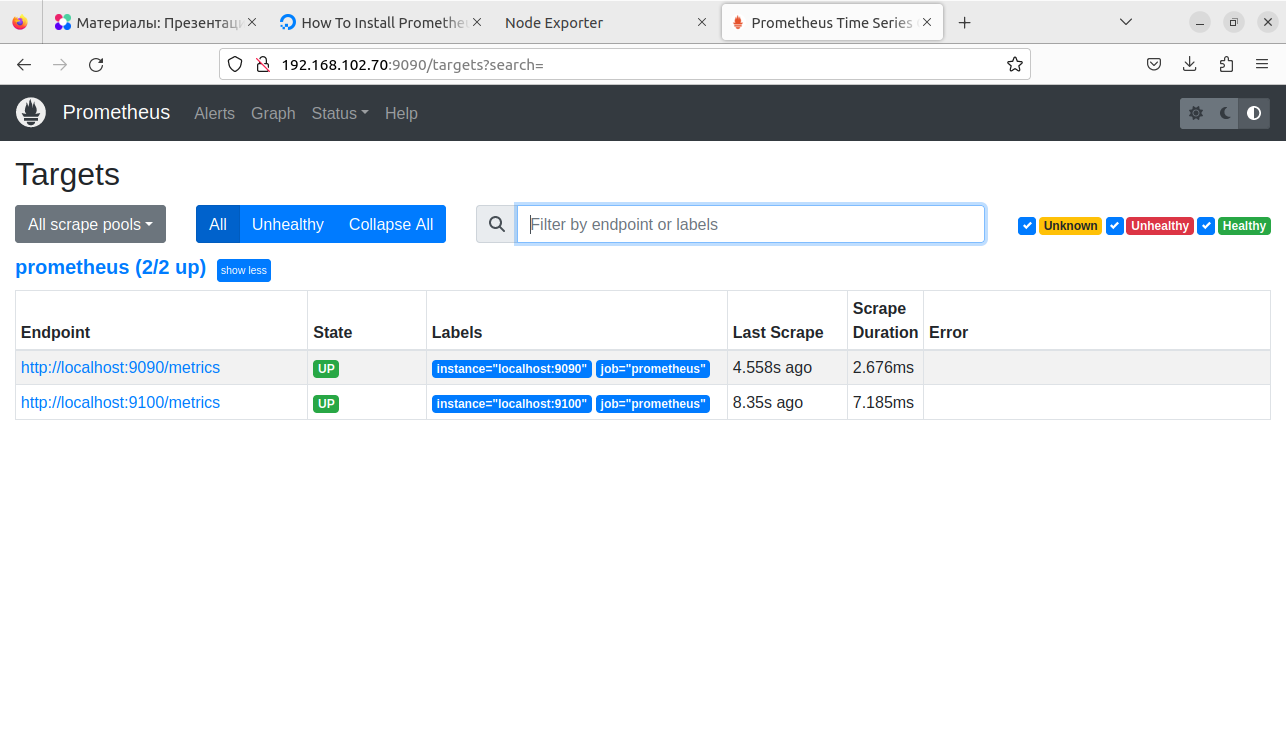 Материалы: Презентаци
How To Install Promethe
Node Exporter
Prometheus Time Series
192.168.102.70:9090/targets?search=
Prometheus Alerts Graph Status Help
Targets
All scrape pools All Unhealthy Collapse All Filter by endpoint or labels Unknown Unhealthy Healthy
prometheus (2/2 up) show less
Endpoint State Labels Last Scrape Scrape Duration Error
http://localhost:9090/metrics UP instance="localhost:9090" job="prometheus" 4.558s ago 2.676ms
http://localhost:9100/metrics UP instance="localhost:9100" job="prometheus" 8.35s ago 7.185ms